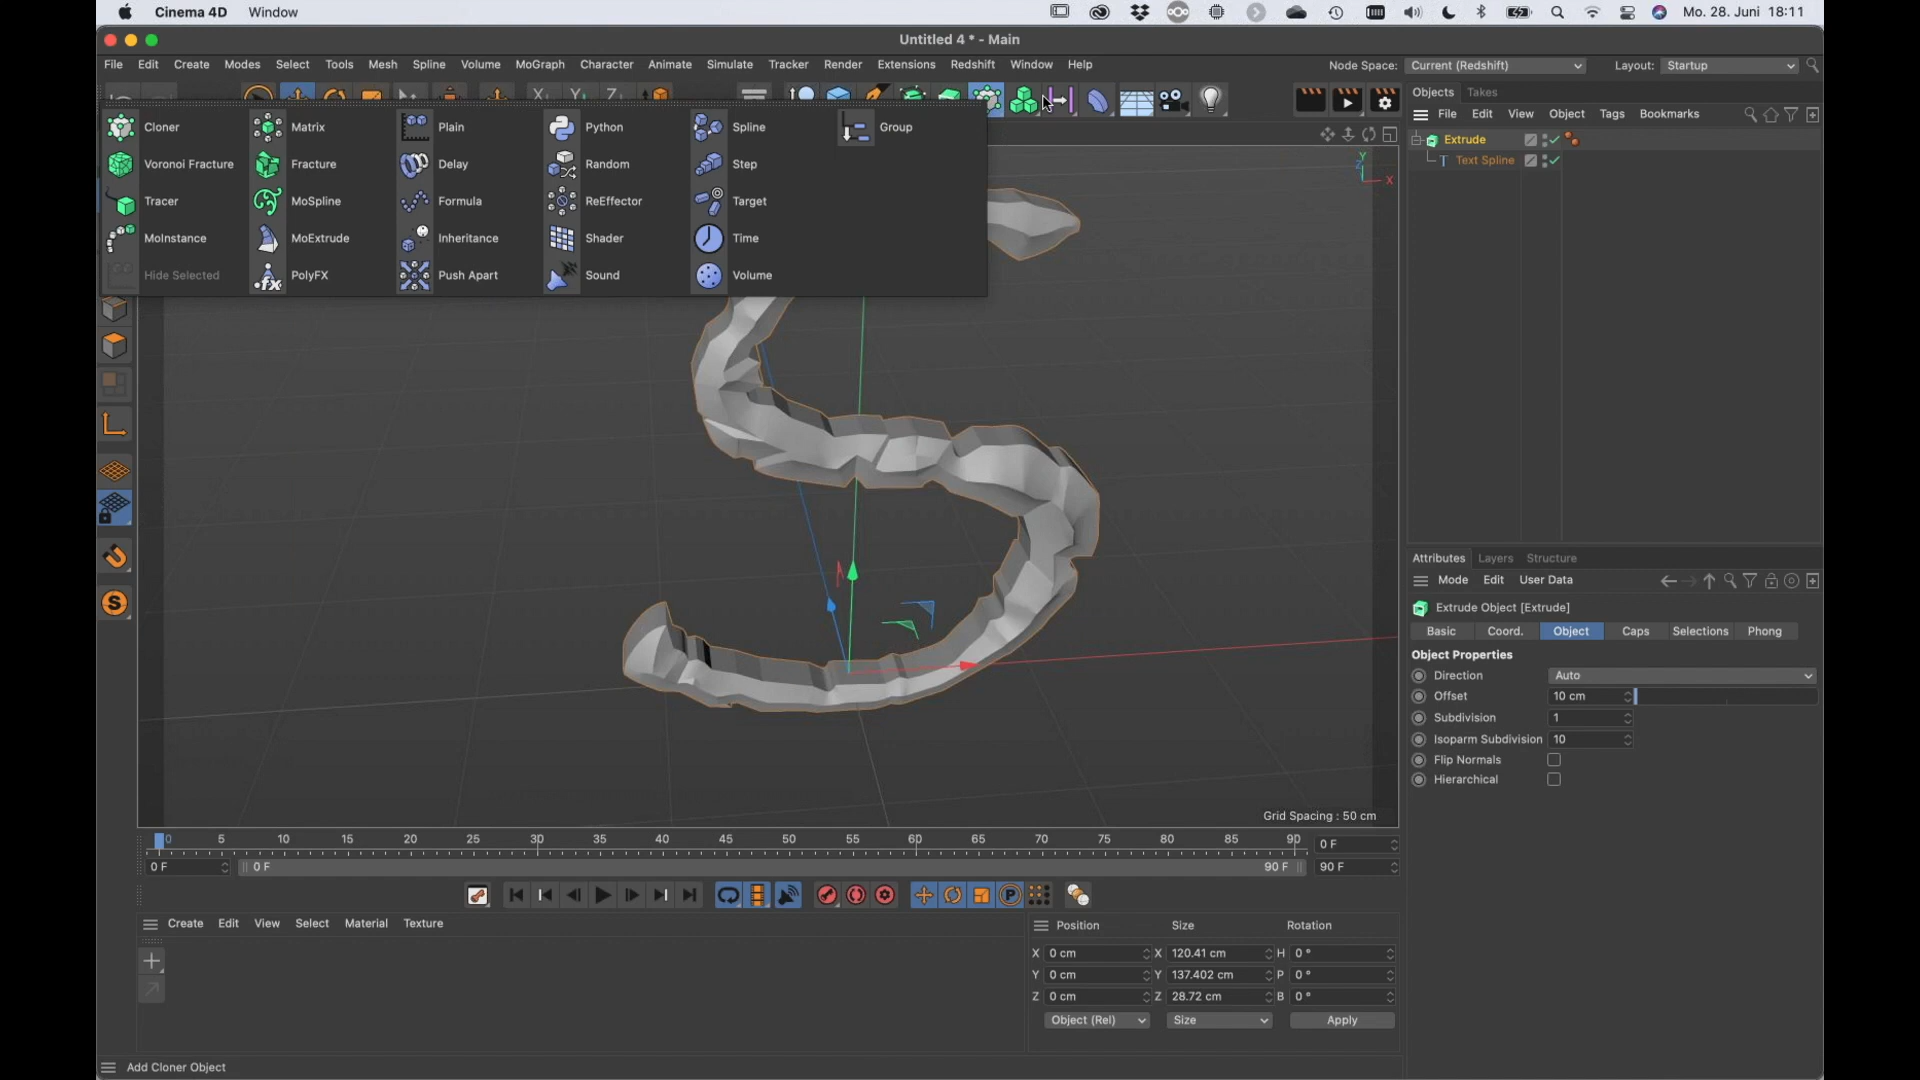 Cinema 4D Window Mo. 28. Juni 18:11
Untitled 4 * - Main
File Edit Create Modes Select Tools Mesh Spline Volume MoGraph Character Animate Simulate Tracker Render Extensions Redshift Window Help Node Space: Current (Redshift) Layout: Startup
Objects Takes
File Edit View Object Tags Bookmarks
Extrude
Text Spline
Cloner Matrix Plain Python Spline Group
Voronoi Fracture Fracture Delay Random Step
Tracer MoSpline Formula ReEffector Target
MoInstance MoExtrude Inheritance Shader Time
Hide Selected PolyFX Push Apart Sound Volume
Y
Z
X
Grid Spacing : 50 cm
Attributes Layers Structure
Mode Edit User Data
Extrude Object [Extrude]
Basic Coord. Object Caps Selections Phong
Object Properties
Direction Auto
Offset 10 cm
Subdivision 1
Isoparm Subdivision 10
Flip Normals
Hierarchical
0 5 10 15 20 25 30 35 40 45 50 55 60 65 70 75 80 85 90 0 F
0 F 0 F 90 F 90 F
Create Edit View Select Material Texture
Position Size Rotation
X 0 cm X 120.41 cm H 0 °
Y 0 cm Y 137.402 cm P 0 °
Z 0 cm Z 28.72 cm B 0 °
Object (Rel) Size Apply
Add Cloner Object